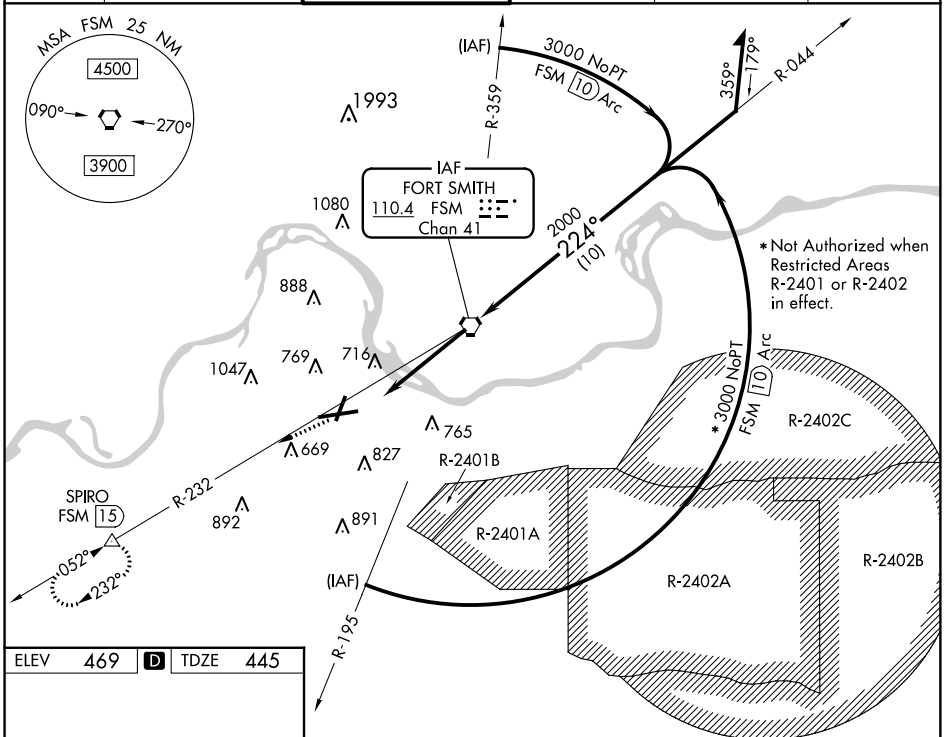 MSA FSM 25 NM
4500
090°
270°
3900
1993
(IAF)
R-359
3000 NoPT
FSM 10 Arc
359°
179°
R-044
IAF
FORT SMITH
110.4 FSM
Chan 41
1080
2000
224°
(10)
*Not Authorized when
Restricted Areas
R-2401 or R-2402
in effect.
888
1047
769
716
* 3000 NoPT
FSM 10 Arc
R-2402C
669
827
765
R-2401B
R-232
SPIRO
FSM 15
892
891
R-2401A
052°
232°
(IAF)
R-195
R-2402A
R-2402B
ELEV 469 D TDZE 445